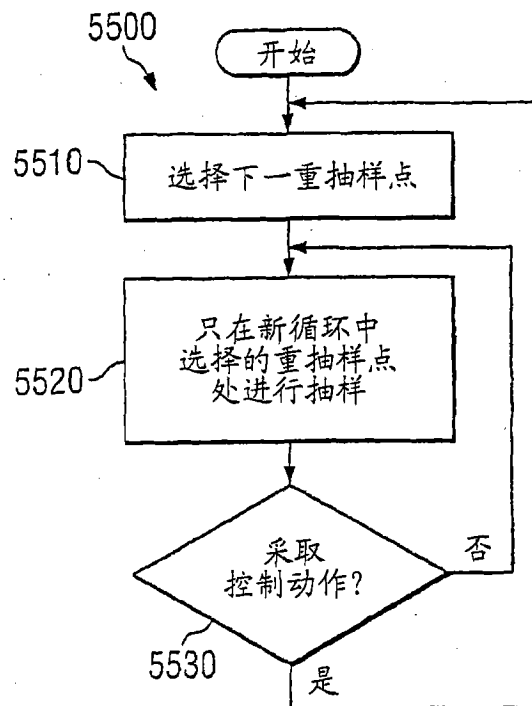 5500
开始
5510
选择下一重抽样点
5520
只在新循环中
选择的重抽样点
处进行抽样
采取
控制动作?
否
5530
是